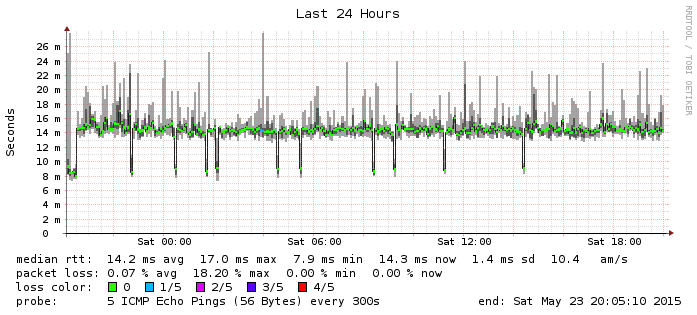 Last 24 Hours
RRDTOOL / TOBI OETIKER
Seconds
26 m
24 m
22 m
20 m
18 m
16 m
14 m
12 m
10 m
8 m
6 m
4 m
2 m
0
Sat 00:00 Sat 06:00 Sat 12:00 Sat 18:00
median rtt: 14.2 ms avg 17.0 ms max 7.9 ms min 14.3 ms now 1.4 ms sd 10.4 am/s
packet loss: 0.07 % avg 18.20 % max 0.00 % min 0.00 % now
loss color: 0 1/5 2/5 3/5 4/5
probe: 5 ICMP Echo Pings (56 Bytes) every 300s end: Sat May 23 20:05:10 2015